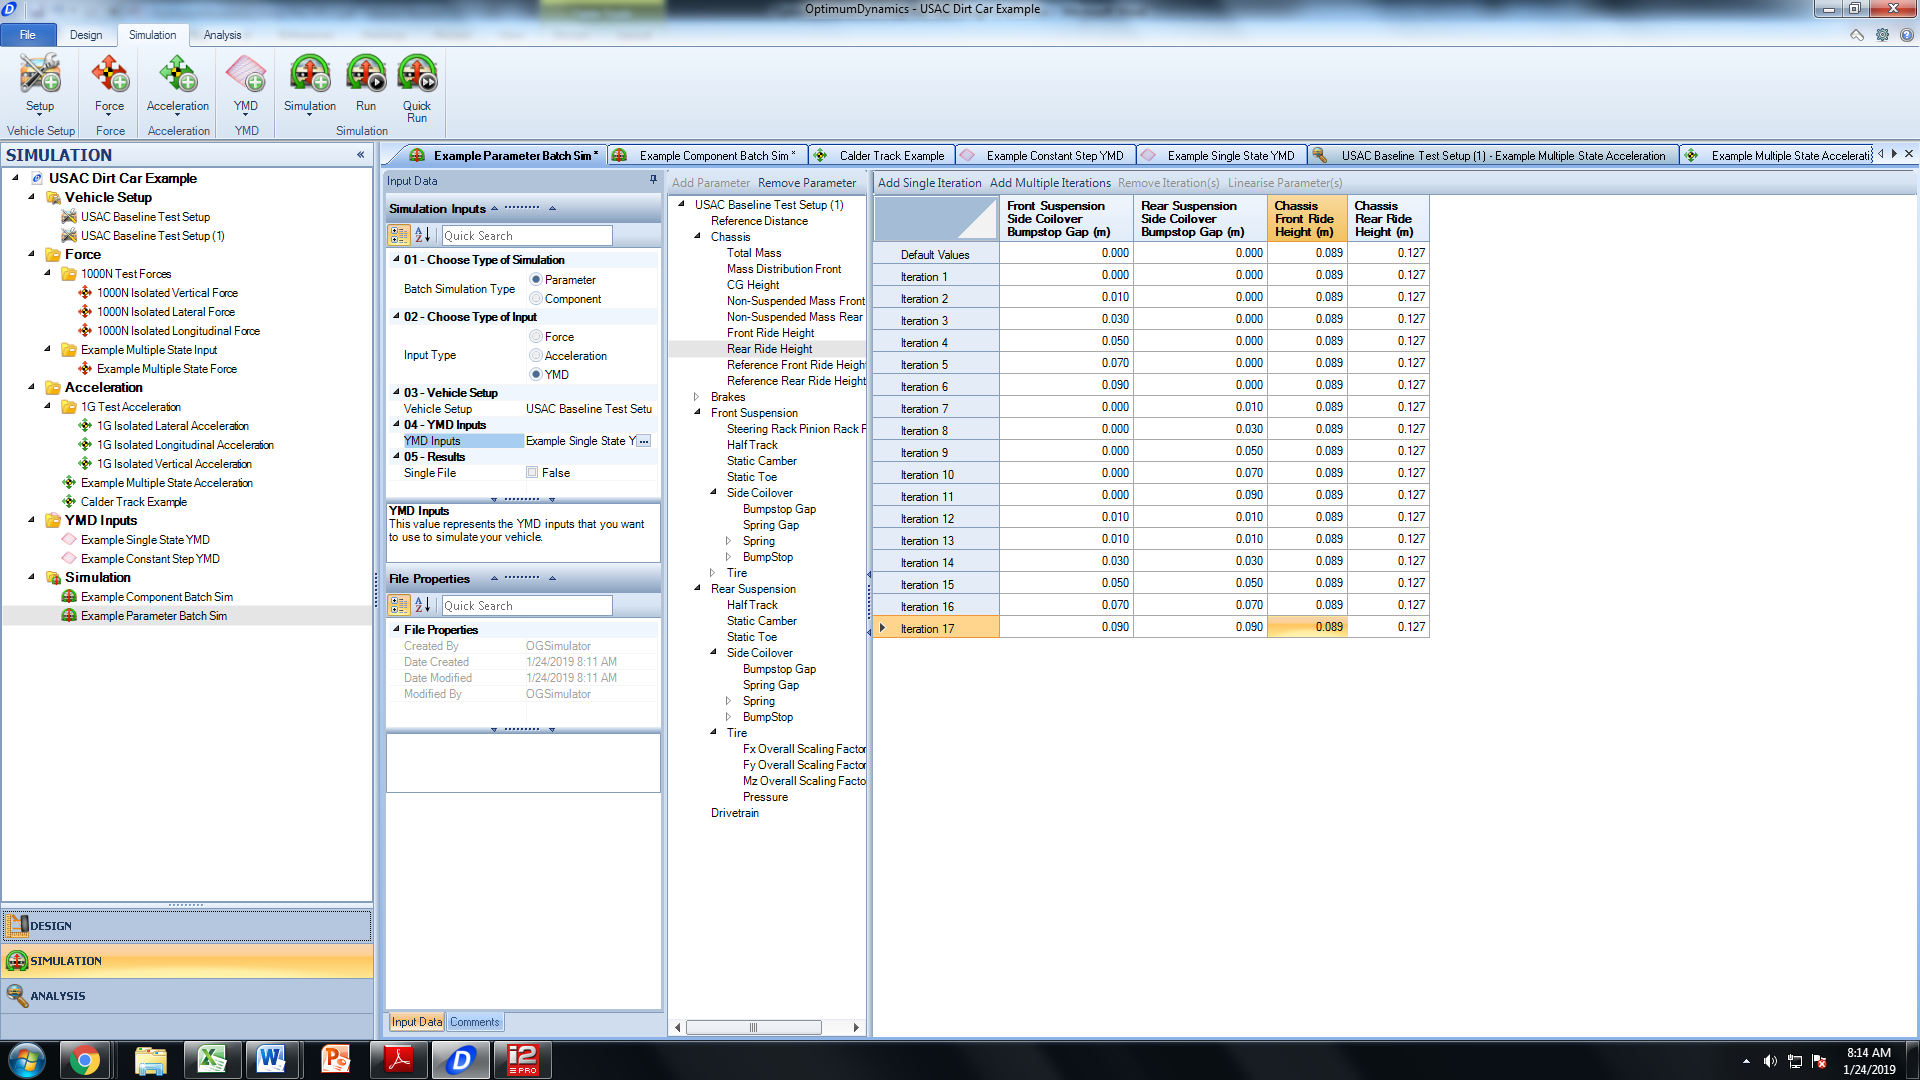 OptimumDynamics - USAC Dirt Car Example
File
Design
Simulation
Analysis
Setup
Force
Acceleration
YMD
Simulation
Run
Quick
Run
Vehicle Setup
Force
Acceleration
YMD
Simulation
SIMULATION
USAC Dirt Car Example
Vehicle Setup
USAC Baseline Test Setup
USAC Baseline Test Setup (1)
Force
1000N Test Forces
1000N Isolated Vertical Force
1000N Isolated Lateral Force
1000N Isolated Longitudinal Force
Example Multiple State Input
Example Multiple State Force
Acceleration
1G Test Acceleration
1G Isolated Lateral Acceleration
1G Isolated Longitudinal Acceleration
1G Isolated Vertical Acceleration
Example Multiple State Acceleration
Calder Track Example
YMD Inputs
Example Single State YMD
Example Constant Step YMD
Simulation
Example Component Batch Sim
Example Parameter Batch Sim
DESIGN
SIMULATION
ANALYSIS
Example Parameter Batch Sim *
Example Component Batch Sim *
Calder Track Example
Example Constant Step YMD
Example Single State YMD
USAC Baseline Test Setup (1) - Example Multiple State Acceleration
Example Multiple State Accelerati
Input Data
Simulation Inputs
Quick Search
01 - Choose Type of Simulation
Batch Simulation Type
Parameter
Component
02 - Choose Type of Input
Input Type
Force
Acceleration
YMD
03 - Vehicle Setup
Vehicle Setup USAC Baseline Test Setu
04 - YMD Inputs
YMD Inputs Example Single State Y ...
05 - Results
Single File False
YMD Inputs
This value represents the YMD inputs that you want
to use to simulate your vehicle.
File Properties
Quick Search
File Properties
Created By OGSimulator
Date Created 1/24/2019 8:11 AM
Date Modified 1/24/2019 8:11 AM
Modified By OGSimulator
Input Data
Comments
Add Parameter Remove Parameter
USAC Baseline Test Setup (1)
Reference Distance
Chassis
Total Mass
Mass Distribution Front
CG Height
Non-Suspended Mass Front
Non-Suspended Mass Rear
Front Ride Height
Rear Ride Height
Reference Front Ride Heigh
Reference Rear Ride Height
Brakes
Front Suspension
Steering Rack Pinion Rack F
Half Track
Static Camber
Static Toe
Side Coilover
Bumpstop Gap
Spring Gap
Spring
BumpStop
Tire
Rear Suspension
Half Track
Static Camber
Static Toe
Side Coilover
Bumpstop Gap
Spring Gap
Spring
BumpStop
Tire
Fx Overall Scaling Factor
Fy Overall Scaling Factor
Mz Overall Scaling Facto
Pressure
Drivetrain
Add Single Iteration Add Multiple Iterations Remove Iteration(s) Linearise Parameter(s)
Front Suspension
Side Coilover
Bumpstop Gap (m)
Rear Suspension
Side Coilover
Bumpstop Gap (m)
Chassis
Front Ride
Height (m)
Chassis
Rear Ride
Height (m)
Default Values 0.000 0.000 0.089 0.127
Iteration 1 0.000 0.000 0.089 0.127
Iteration 2 0.010 0.000 0.089 0.127
Iteration 3 0.030 0.000 0.089 0.127
Iteration 4 0.050 0.000 0.089 0.127
Iteration 5 0.070 0.000 0.089 0.127
Iteration 6 0.090 0.000 0.089 0.127
Iteration 7 0.000 0.010 0.089 0.127
Iteration 8 0.000 0.030 0.089 0.127
Iteration 9 0.000 0.050 0.089 0.127
Iteration 10 0.000 0.070 0.089 0.127
Iteration 11 0.000 0.090 0.089 0.127
Iteration 12 0.010 0.010 0.089 0.127
Iteration 13 0.010 0.010 0.089 0.127
Iteration 14 0.030 0.030 0.089 0.127
Iteration 15 0.050 0.050 0.089 0.127
Iteration 16 0.070 0.070 0.089 0.127
Iteration 17 0.090 0.090 0.089 0.127
i2
PRO
8:14 AM
1/24/2019